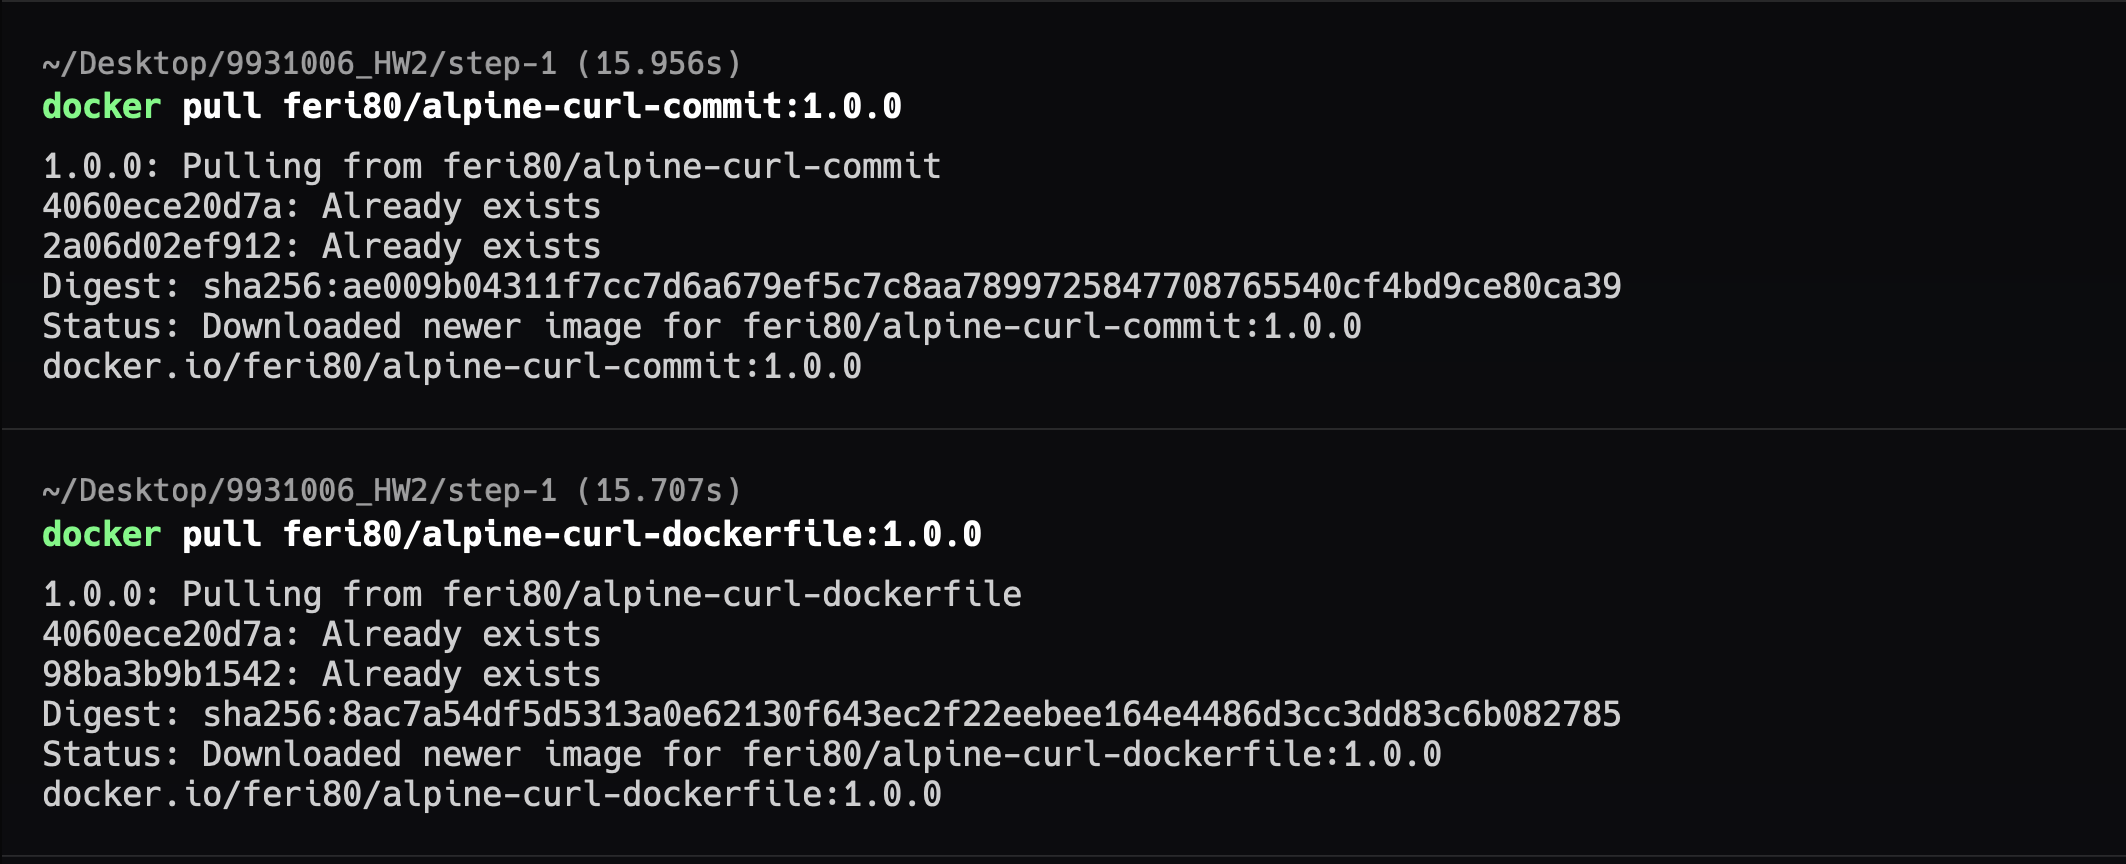 ~/Desktop/9931006_HW2/step-1 (15.956s)
docker pull feri80/alpine-curl-commit:1.0.0
1.0.0: Pulling from feri80/alpine-curl-commit
4060ece20d7a: Already exists
2a06d02ef912: Already exists
Digest: sha256:ae009b04311f7cc7d6a679ef5c7c8aa7899725847708765540cf4bd9ce80ca39
Status: Downloaded newer image for feri80/alpine-curl-commit:1.0.0
docker.io/feri80/alpine-curl-commit:1.0.0
~/Desktop/9931006_HW2/step-1 (15.707s)
docker pull feri80/alpine-curl-dockerfile:1.0.0
1.0.0: Pulling from feri80/alpine-curl-dockerfile
4060ece20d7a: Already exists
98ba3b9b1542: Already exists
Digest: sha256:8ac7a54df5d5313a0e62130f643ec2f22eebee164e4486d3cc3dd83c6b082785
Status: Downloaded newer image for feri80/alpine-curl-dockerfile:1.0.0
docker.io/feri80/alpine-curl-dockerfile:1.0.0